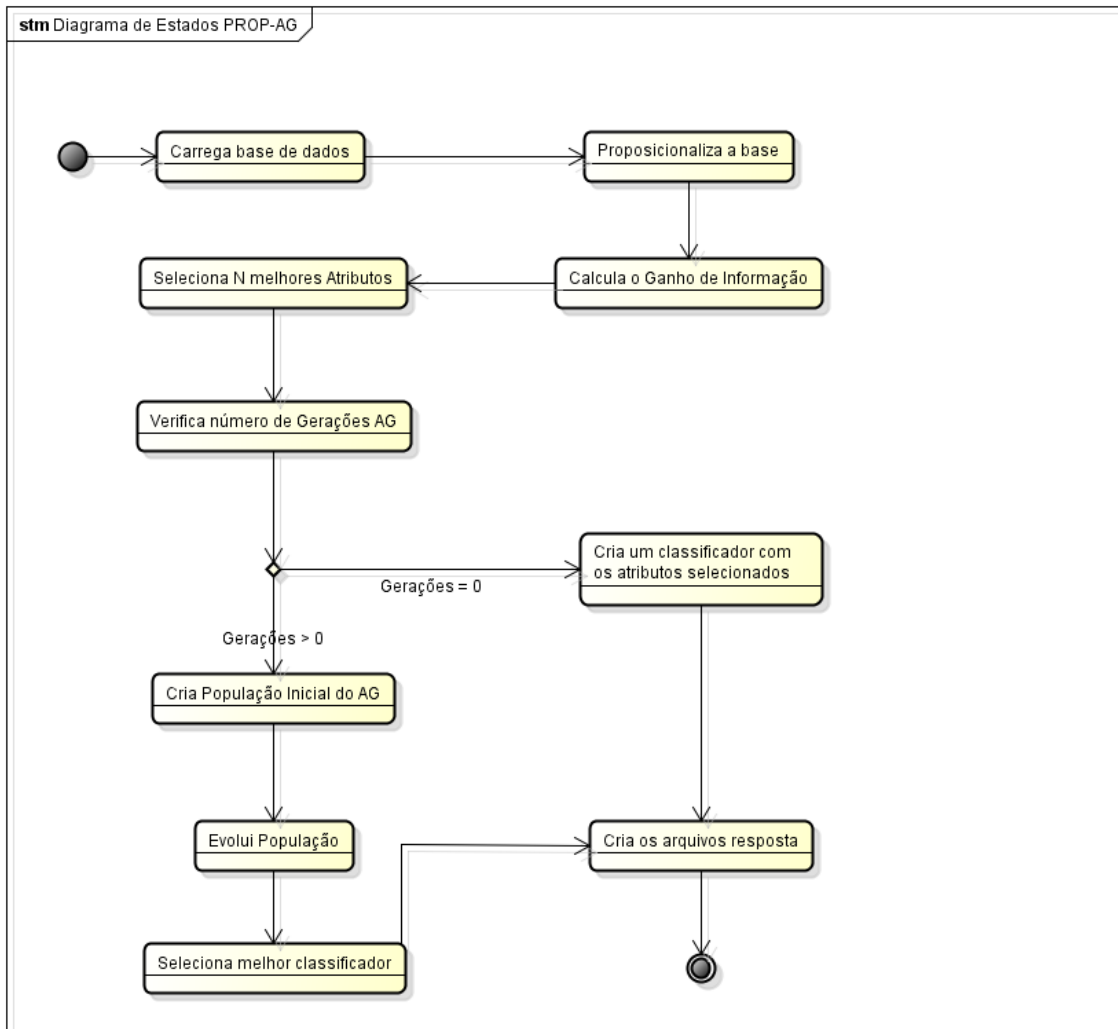 stm Diagrama de Estados PROP-AG
Carrega base de dados
Proposicionaliza a base
Seleciona N melhores Atributos
Calcula o Ganho de Informação
Verifica número de Gerações AG
Cria um classificador com
os atributos selecionados
Gerações = 0
Gerações > 0
Cria População Inicial do AG
Evolui População
Cria os arquivos resposta
Seleciona melhor classificador